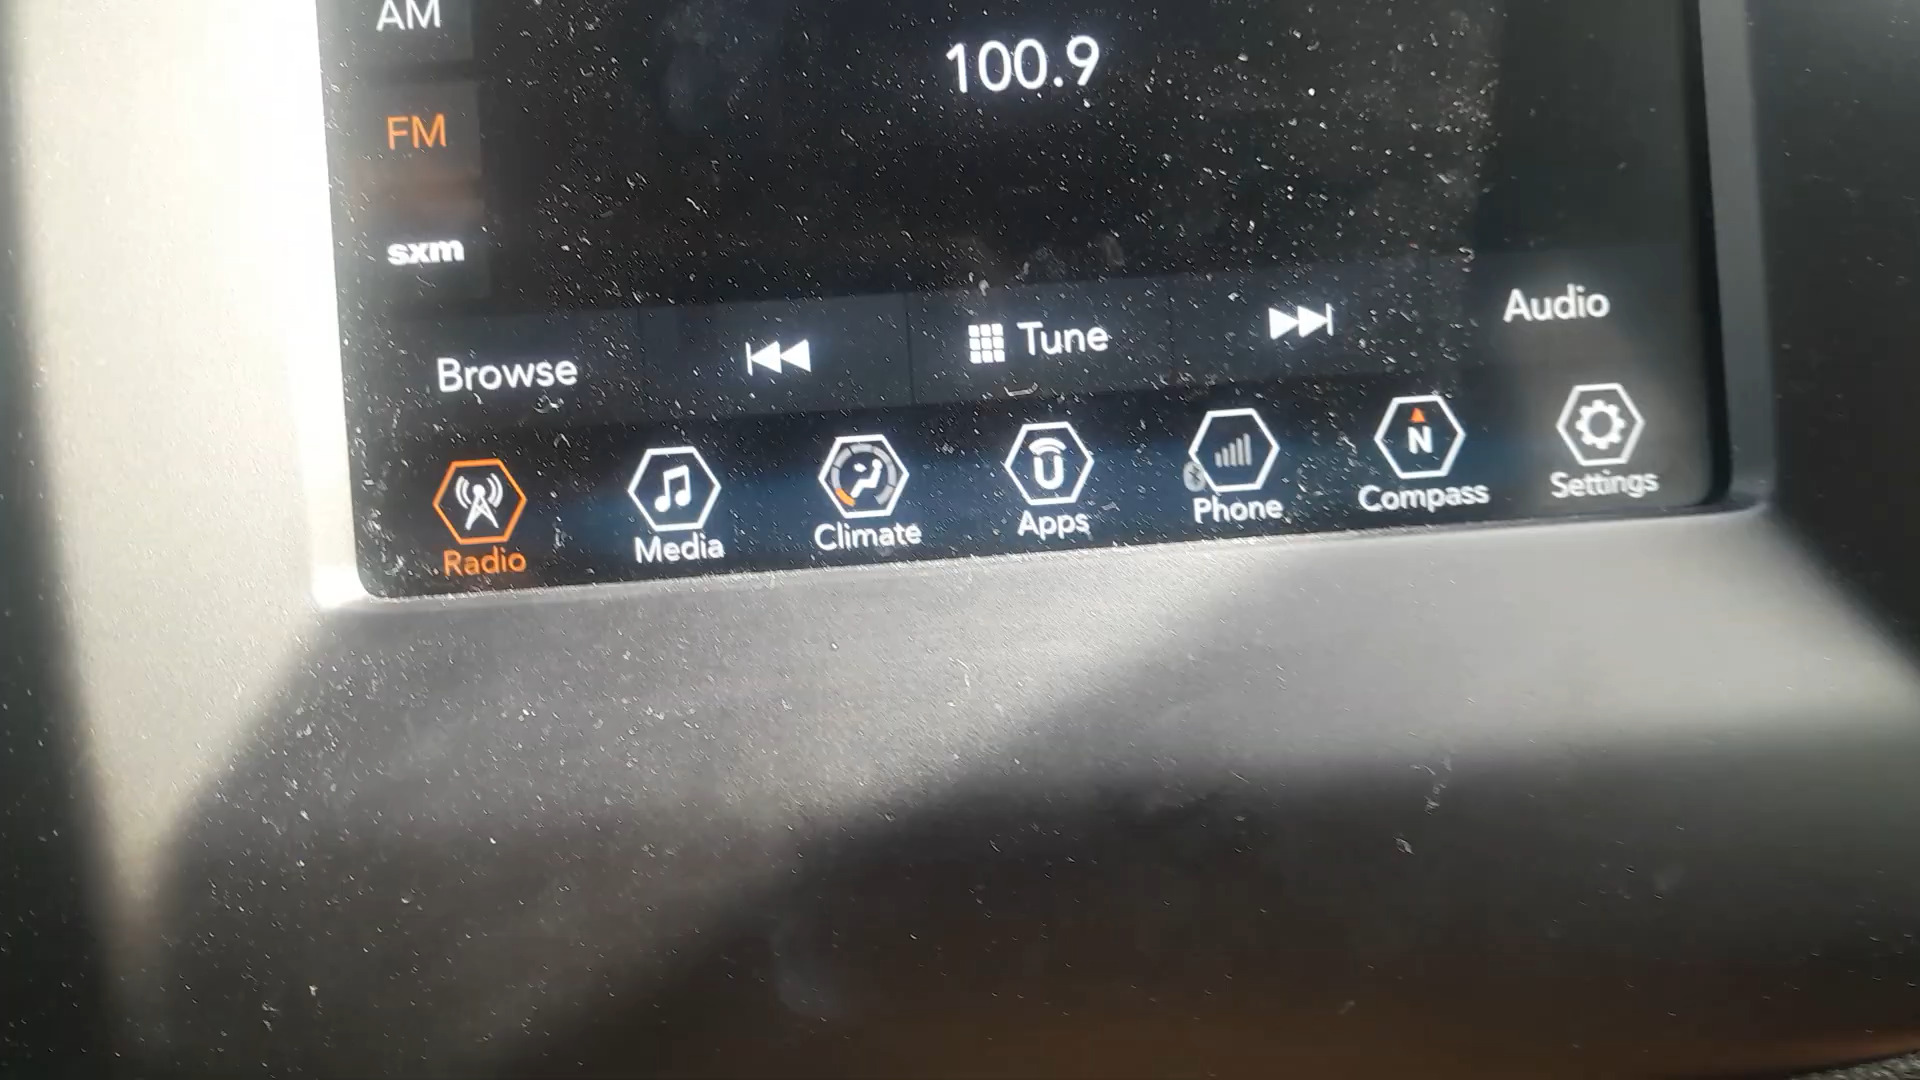 AM
100.9
FM
sxm
Browse
Tune
Audio
Radio
Media
Climate
U
Apps
Phone
N
Compass
Settings